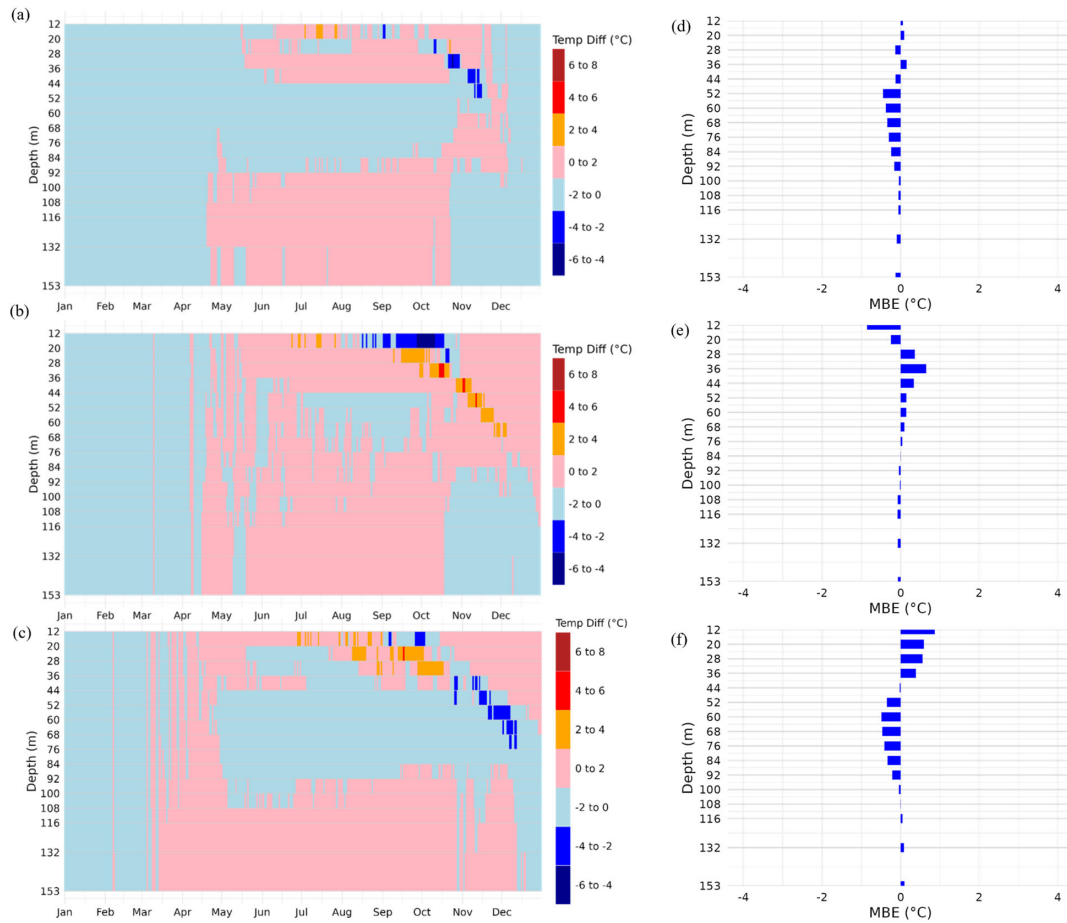 (a)
12
20
28
36
44
52
60
68
76
84
92
100
108
116
132
153
Depth (m)
Jan Feb Mar Apr May Jun Jul Aug Sep Oct Nov Dec
Temp Diff (°C)
6 to 8
4 to 6
2 to 4
0 to 2
-2 to 0
-4 to -2
-6 to -4
(d)
12
20
28
36
44
52
60
68
76
84
92
100
108
116
132
153
Depth (m)
-4 -2 0 2 4
MBE (°C)
(b)
12
20
28
36
44
52
60
68
76
84
92
100
108
116
132
153
Depth (m)
Jan Feb Mar Apr May Jun Jul Aug Sep Oct Nov Dec
Temp Diff (°C)
6 to 8
4 to 6
2 to 4
0 to 2
-2 to 0
-4 to -2
-6 to -4
(e)
12
20
28
36
44
52
60
68
76
84
92
100
108
116
132
153
Depth (m)
-4 -2 0 2 4
MBE (°C)
(c)
12
20
28
36
44
52
60
68
76
84
92
100
108
116
132
153
Depth (m)
Jan Feb Mar Apr May Jun Jul Aug Sep Oct Nov Dec
Temp Diff (°C)
6 to 8
4 to 6
2 to 4
0 to 2
-2 to 0
-4 to -2
-6 to -4
(f)
12
20
28
36
44
52
60
68
76
84
92
100
108
116
132
153
Depth (m)
-4 -2 0 2 4
MBE (°C)